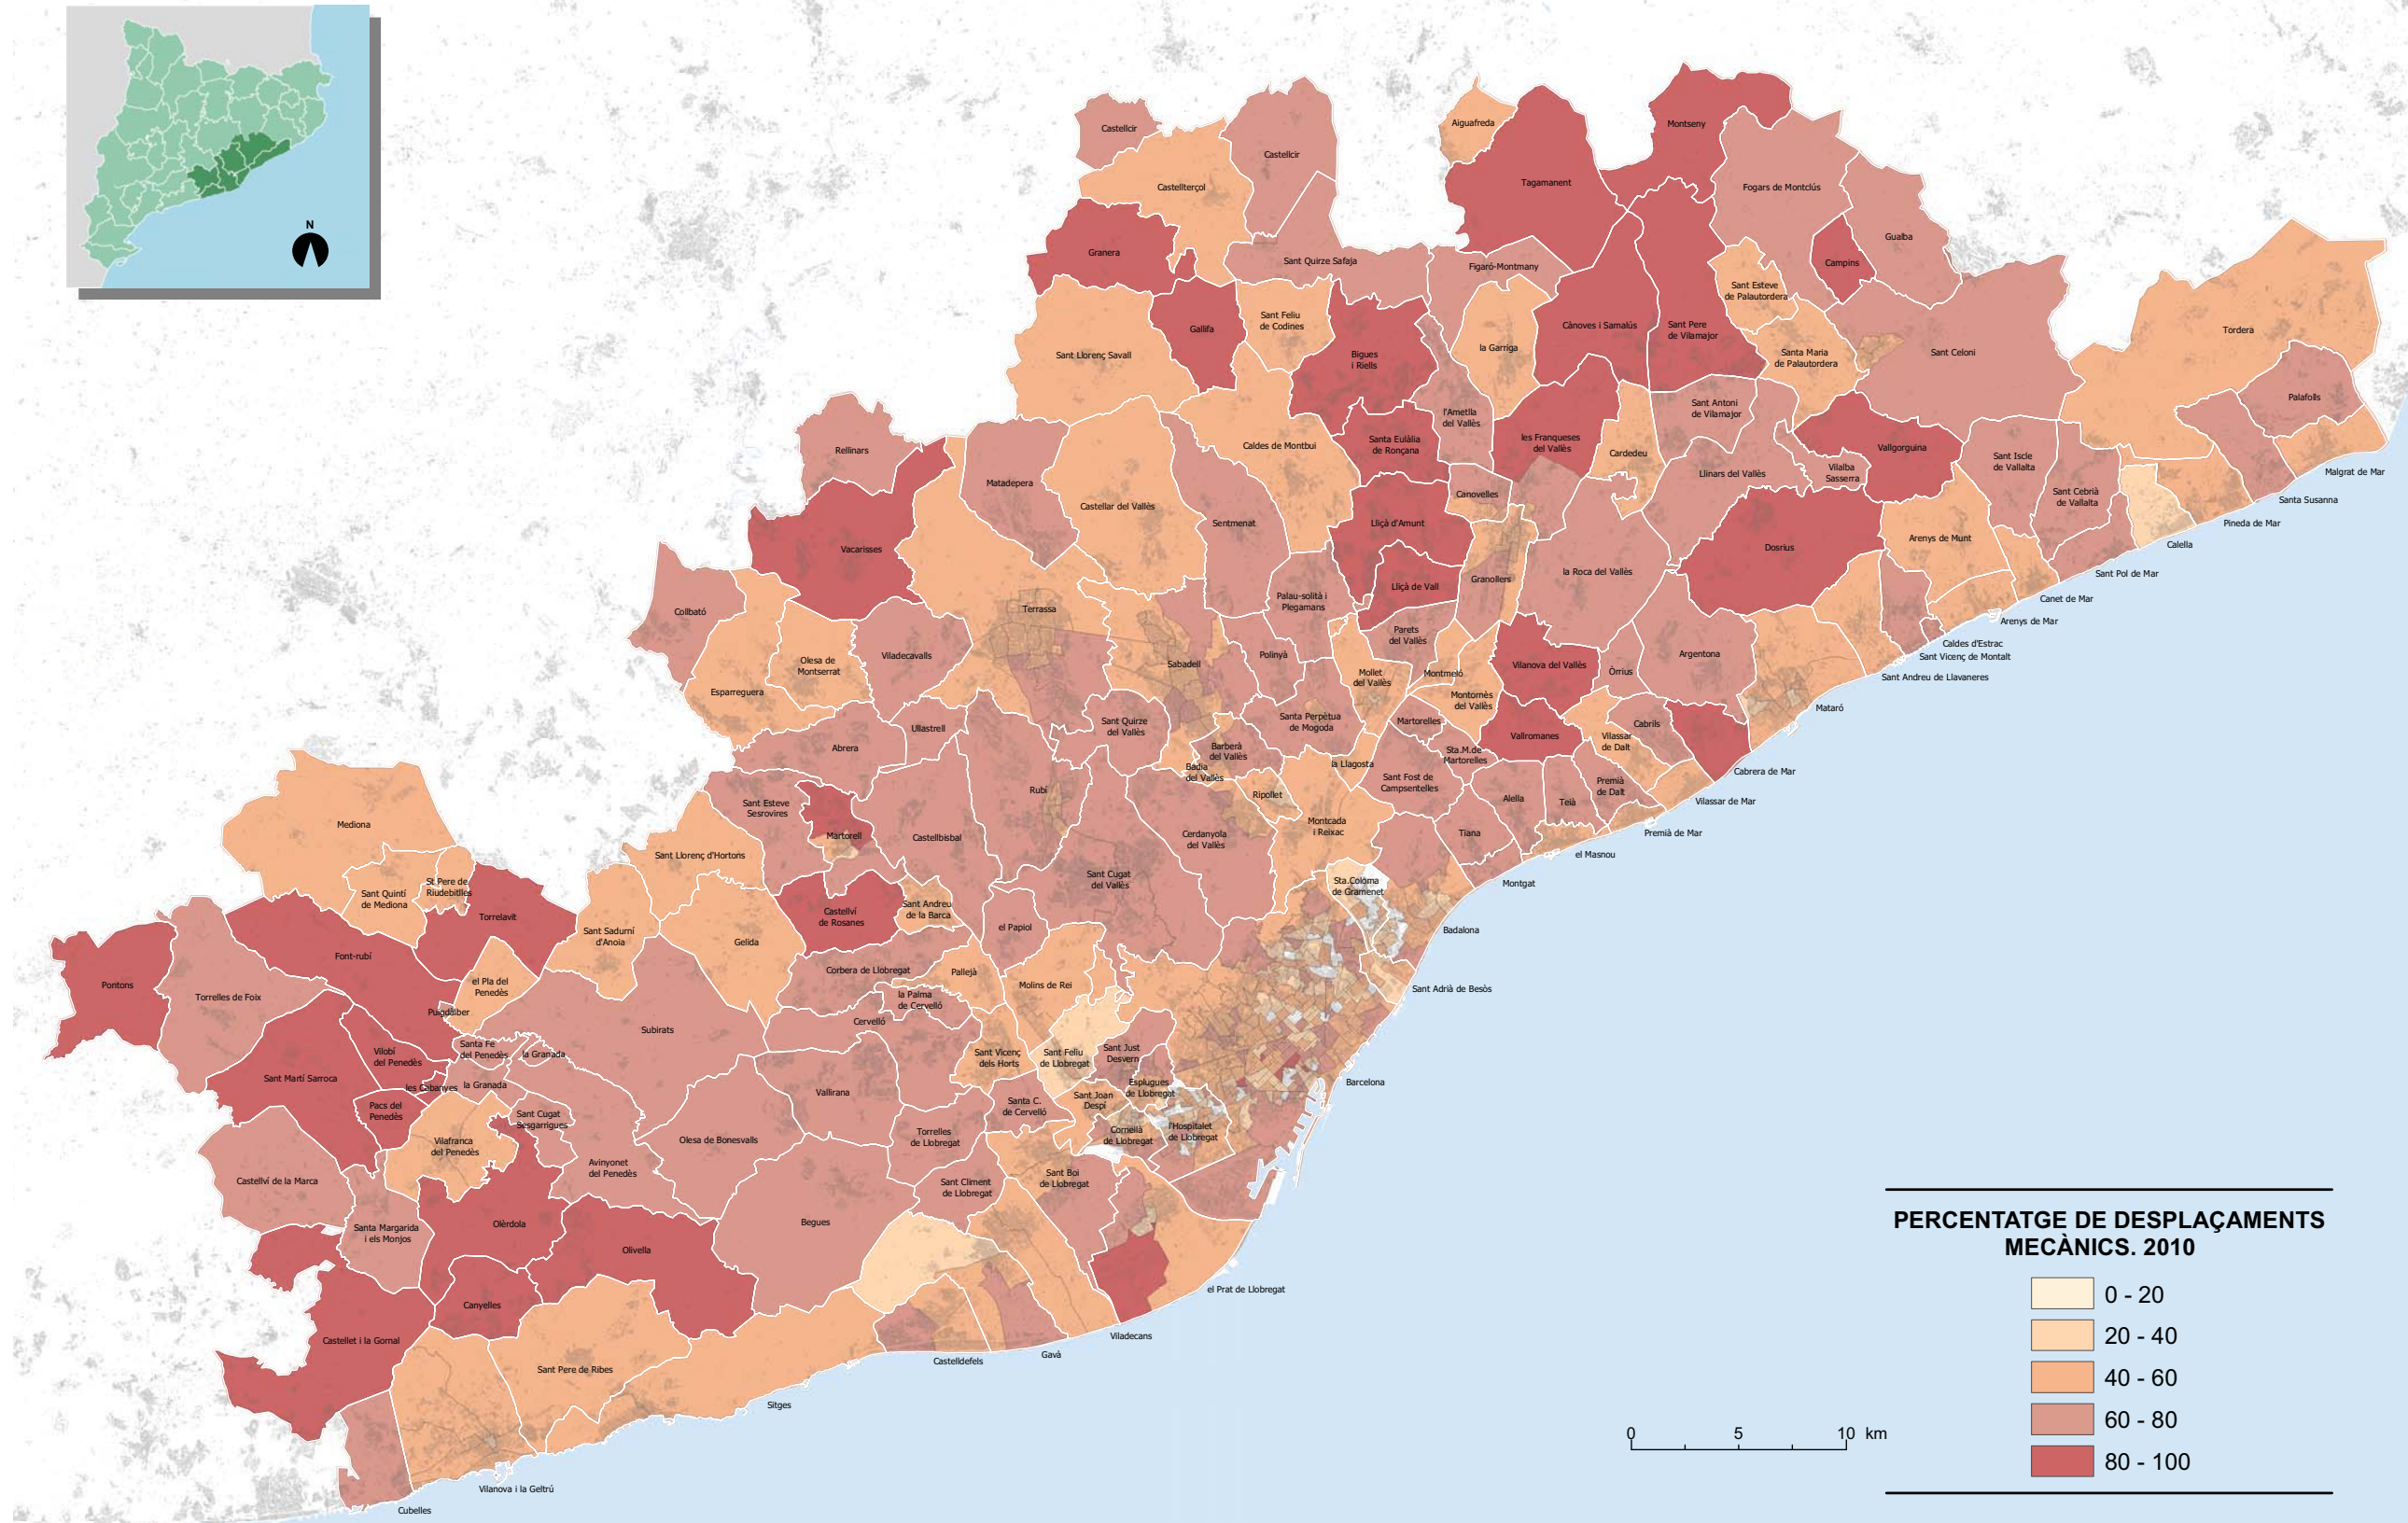 N
Castellcir
Castellcir
Aiguafreda
Montseny
Castellterçol
Tagamanent
Fogars de Montclús
Gualba
Granera
Sant Quirze Safaja
Figaró-Montmany
Campins
Sant Esteve
de Palautordera
Gallifa
Sant Feliu
de Codines
Cànoves i Samalús
Sant Pere
de Vilamajor
Tordera
Sant Llorenç Savall
Bigues
i Riells
la Garriga
Santa Maria
de Palautordera
Sant Celoni
Palafolls
l'Ametlla
del Vallès
Sant Antoni
de Vilamajor
Rellinars
Caldes de Montbui
Santa Eulàlia
de Ronçana
les Franqueses
del Vallès
Cardedeu
Vallgorguina
Matadepera
Llinars del Vallès
Vilalba
Sasserra
Sant Iscle
de Vallalta
Malgrat de Mar
Castellar del Vallès
Canovelles
Sant Cebrià
de Vallalta
Santa Susanna
Sentmenat
Lliçà d'Amunt
Pineda de Mar
Vacarisses
Dosrius
Arenys de Munt
Calella
Collbató
Terrassa
Palau-solità i
Plegamans
Lliçà de Vall
Granollers
la Roca del Vallès
Sant Pol de Mar
Canet de Mar
Arenys de Mar
Caldes d'Estrac
Sant Vicenç de Montalt
Sant Andreu de Llavaneres
Olesa de
Montserrat
Viladecavalls
Sabadell
Polinyà
Parets
del Vallès
Mollet
del Vallès
Montmeló
Vilanova del Vallès
Òrrius
Argentona
Esparreguera
Montornès
del Vallès
Mataró
Ullastrell
Sant Quirze
del Vallès
Santa Perpètua
de Mogoda
Martorelles
Vallromanes
Vilassar
de Dalt
Cabrils
Abrera
Barberà
del Vallès
Badia
del Vallès
la Llagosta
Sta.M.de
Martorelles
Cabrera de Mar
Sant Esteve
Sesrovires
Rubí
Ripollet
Sant Fost de
Campsentelles
Alella
Teià
Premià
de Dalt
Vilassar de Mar
Mediona
Martorell
Castellbisbal
Cerdanyola
del Vallès
Montcada
i Reixac
Tiana
Premià de Mar
Sant Llorenç d'Hortons
el Masnou
Sant Quintí
de Mediona
St Pere de
Riudebitlles
Sant Cugat
del Vallès
Sta.Coloma
de Gramenet
Montgat
Torrelavit
Castellví
de Rosanes
Sant Andreu
de la Barca
Sant Sadurní
d'Anoia
Gelida
el Papiol
Badalona
Font-rubí
Pontons
Torrelles de Foix
el Pla del
Penedès
Corbera de Llobregat
Pallejà
Molins de Rei
Sant Adrià de Besòs
Puigdàlber
la Palma
de Cervelló
Cervelló
Subirats
Vilobí
del Penedès
Santa Fe
del Penedès
la Granada
Sant Vicenç
dels Horts
Sant Feliu
de Llobregat
Sant Just
Desvern
Sant Martí Sarroca
les Cabanyes
la Granada
Vallirana
Esplugues
de Llobregat
Barcelona
Pacs del
Penedès
Sant Cugat
Sesgarrigues
Santa C.
de Cervelló
Sant Joan
Despí
Vilafranca
del Penedès
Olesa de Bonesvalls
Torrelles
de Llobregat
Cornellà
de Llobregat
l'Hospitalet
de Llobregat
Castellví de la Marca
Avinyonet
del Penedès
Sant Climent
de Llobregat
Sant Boi
de Llobregat
Santa Margarida
i els Monjos
Olèrdola
Begues
Olivella
el Prat de Llobregat
Canyelles
Viladecans
Castellet i la Gornal
Gavà
Castelldefels
Sant Pere de Ribes
Sitges
Vilanova i la Geltrú
Cubelles
PERCENTATGE DE DESPLAÇAMENTS
MECÀNICS. 2010
0 - 20
20 - 40
40 - 60
60 - 80
80 - 100
0 5 10 km